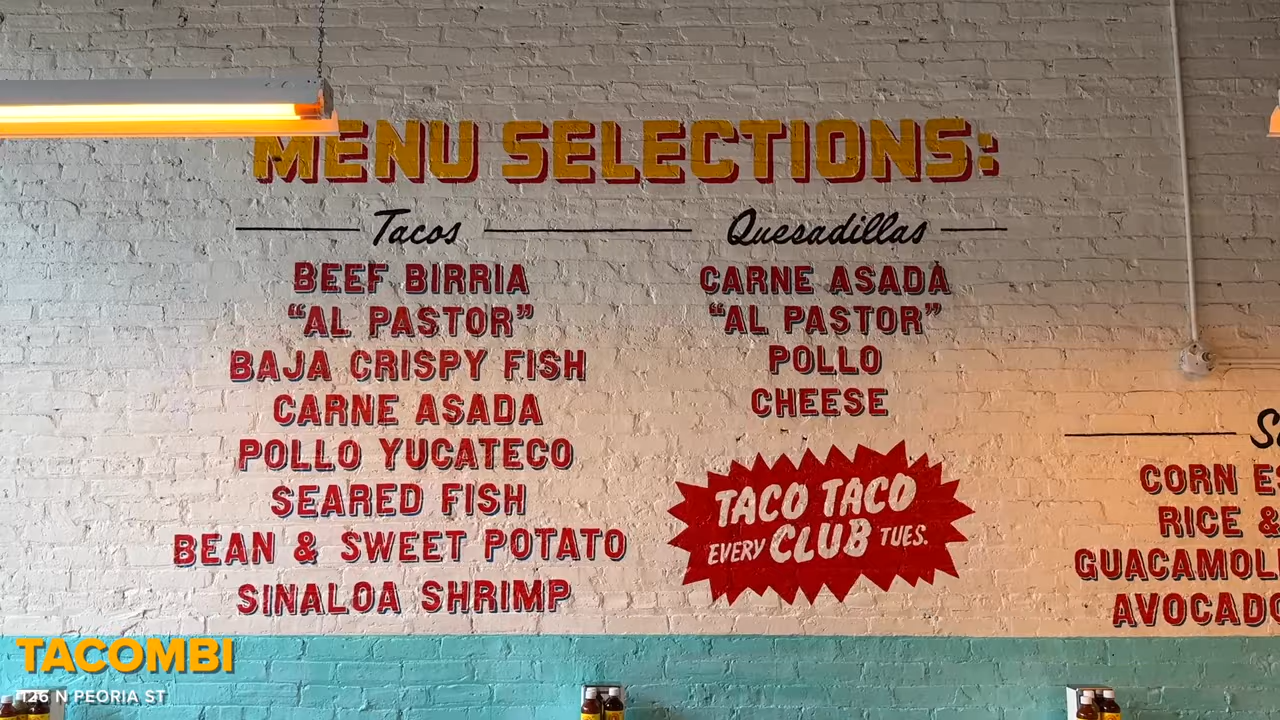 MENU SELECTIONS:
Tacos
BEEF BIRRIA
“AL PASTOR”
BAJA CRISPY FISH
CARNE ASADA
POLLO YUCATECO
SEARED FISH
BEAN & SWEET POTATO
SINALOA SHRIMP
Quesadillas
CARNE ASADA
“AL PASTOR”
POLLO
CHEESE
TACO TACO
EVERY CLUB TUES.
CORN
RICE &
TACOMBI
126 N PEORIA ST